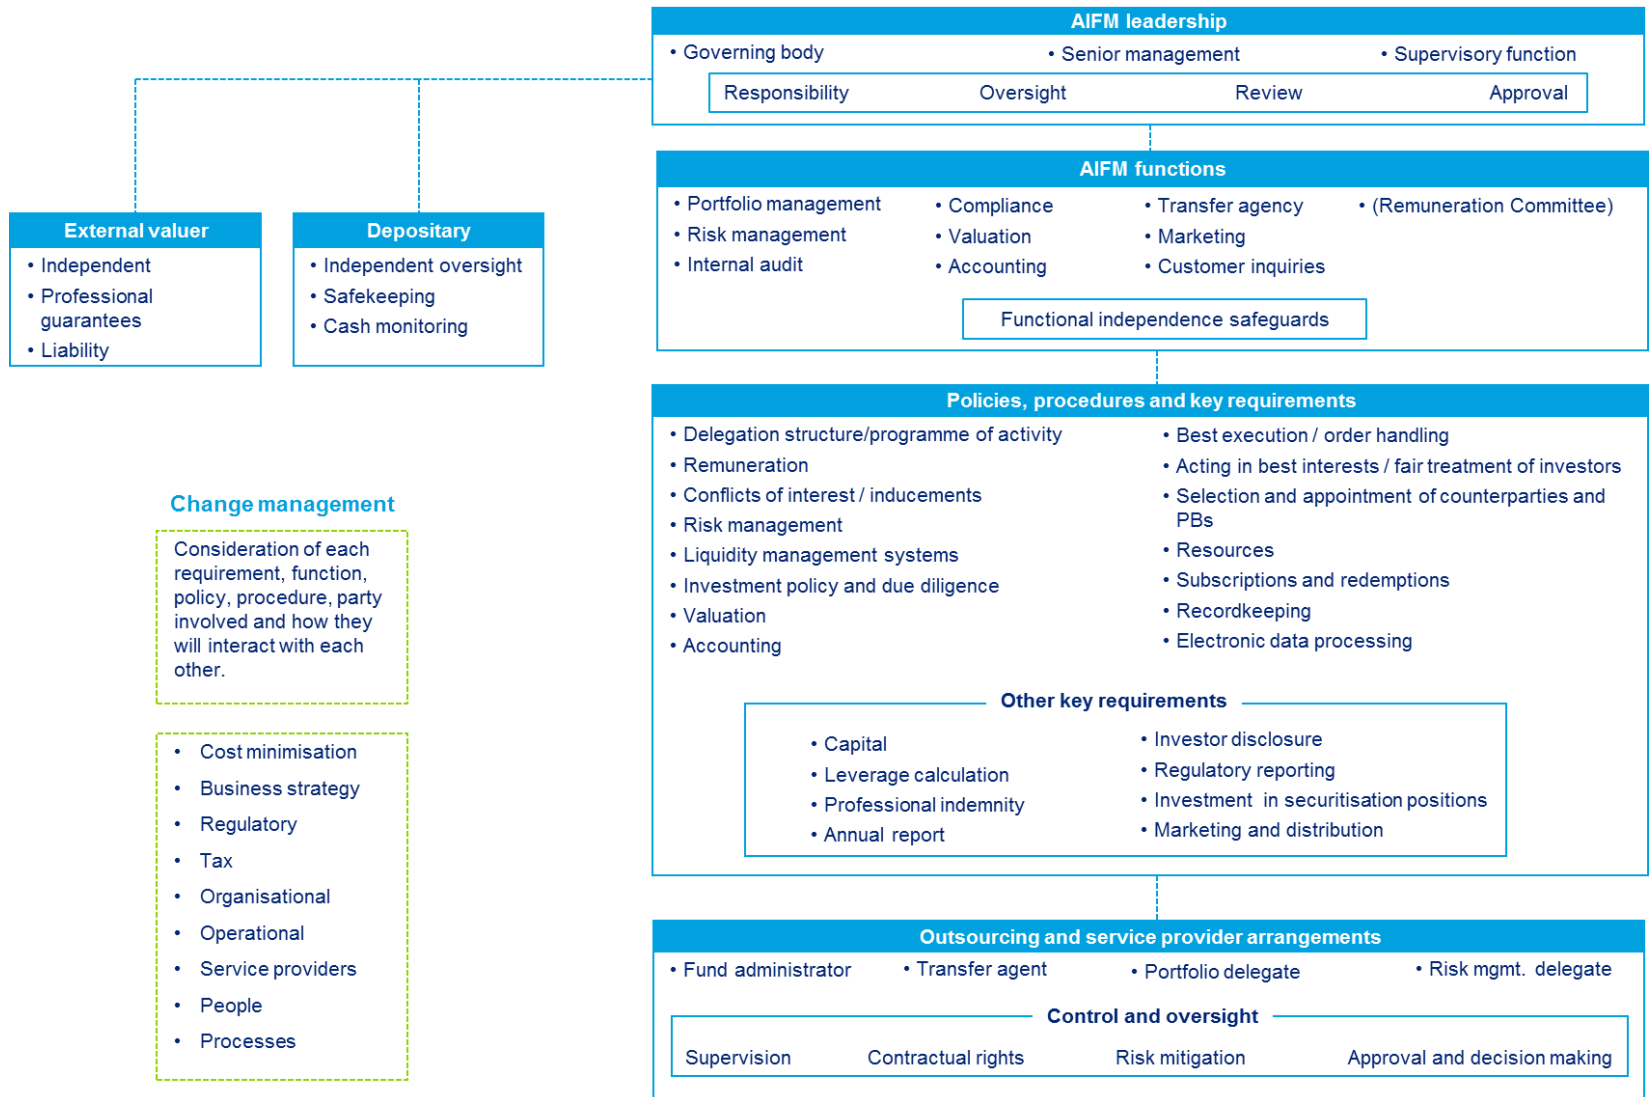 AIFM leadership
• Governing body
• Senior management
• Supervisory function
Responsibility
Oversight
Review
Approval
AIFM functions
• Portfolio management
• Risk management
• Internal audit
• Compliance
• Valuation
• Accounting
• Transfer agency
• Marketing
• Customer inquiries
• (Remuneration Committee)
Functional independence safeguards
External valuer
• Independent
• Professional
guarantees
• Liability
Depositary
• Independent oversight
• Safekeeping
• Cash monitoring
Policies, procedures and key requirements
• Delegation structure/programme of activity
• Remuneration
• Conflicts of interest / inducements
• Risk management
• Liquidity management systems
• Investment policy and due diligence
• Valuation
• Accounting
• Best execution / order handling
• Acting in best interests / fair treatment of investors
• Selection and appointment of counterparties and
PBs
• Resources
• Subscriptions and redemptions
• Recordkeeping
• Electronic data processing
Other key requirements
• Capital
• Leverage calculation
• Professional indemnity
• Annual report
• Investor disclosure
• Regulatory reporting
• Investment in securitisation positions
• Marketing and distribution
Change management
Consideration of each
requirement, function,
policy, procedure, party
involved and how they
will interact with each
other.
• Cost minimisation
• Business strategy
• Regulatory
• Tax
• Organisational
• Operational
• Service providers
• People
• Processes
Outsourcing and service provider arrangements
• Fund administrator
• Transfer agent
• Portfolio delegate
• Risk mgmt. delegate
Control and oversight
Supervision
Contractual rights
Risk mitigation
Approval and decision making